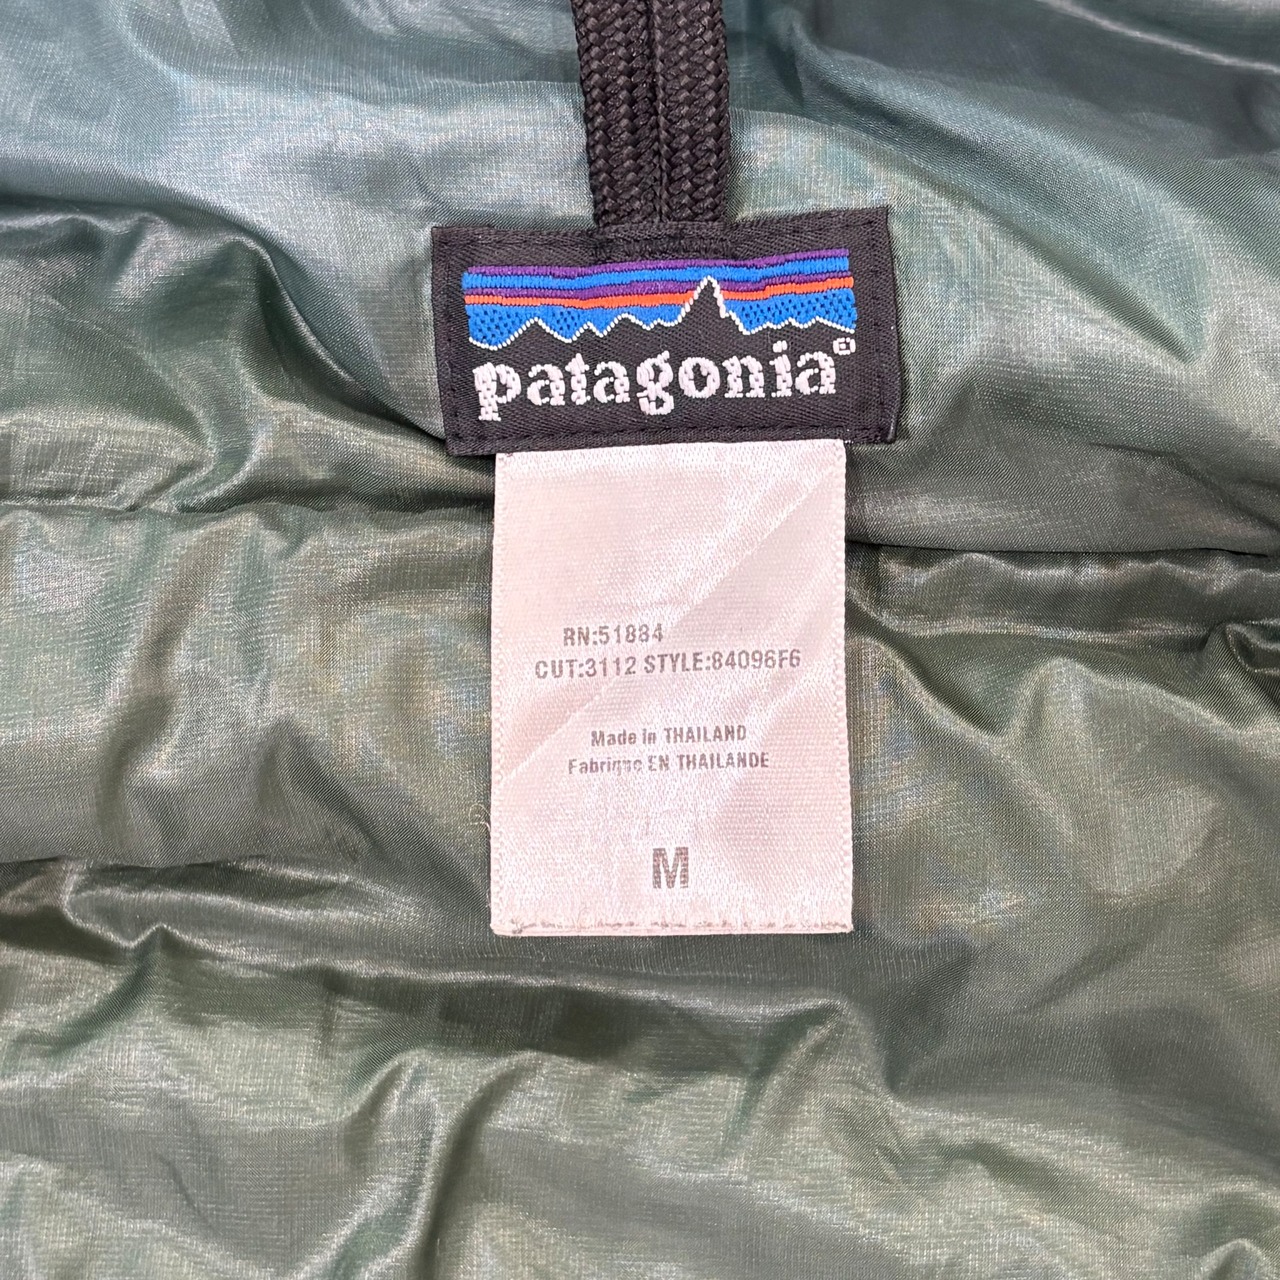 patagonia®
RN:51884
CUT:3112 STYLE:84096F6
Made in THAILAND
Fabrique EN THAILANDE
M